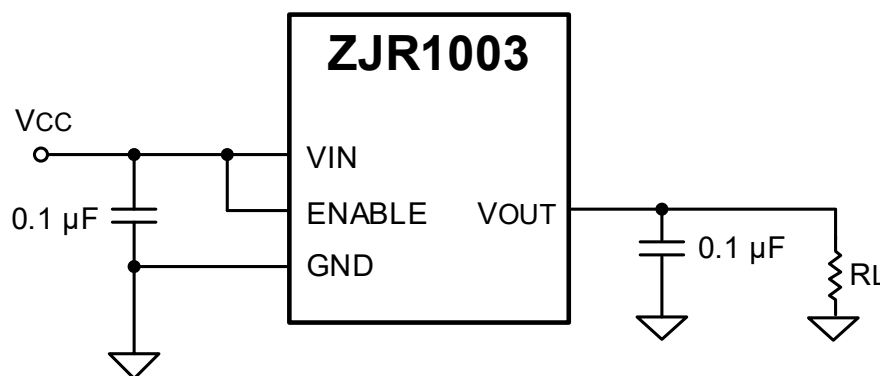 ZJR1003
VCC
VIN
0.1 µF
ENABLE
VOUT
GND
0.1 µF
RL